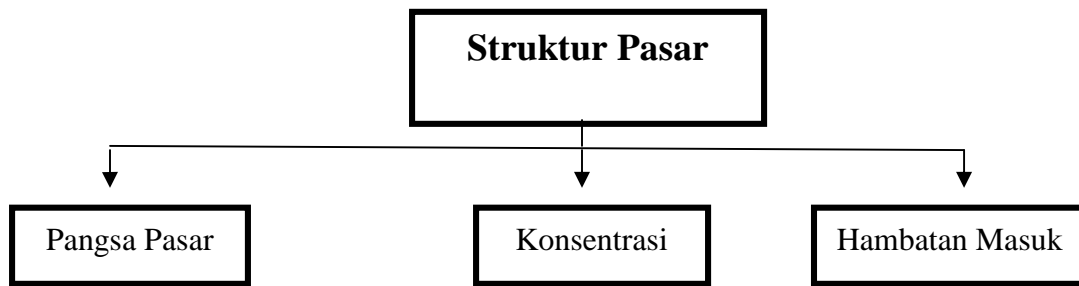 Struktur Pasar
Pangsa Pasar
Konsentrasi
Hambatan Masuk